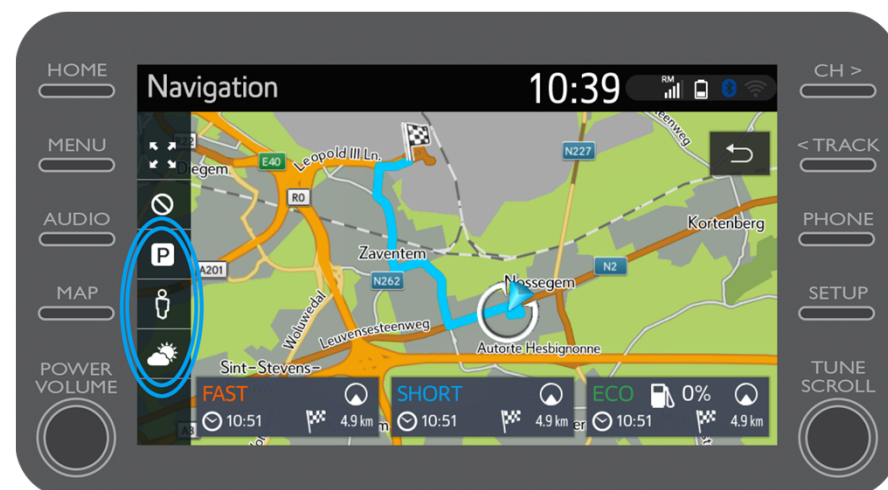 HOME
MENU
AUDIO
MAP
POWER
VOLUME
CH >
< TRACK
PHONE
SETUP
TUNE
SCROLL
Navigation
10:39
RM
P
E40
Leopold III Ln.
egem
R0
N227
Kortenberg
A201
Zaventem
N262
Nossegem
N2
Woluwedal
Leuvensesteenweg
Autorte Hesbignonne
Sint-Stevens-
A3
FAST
10:51
4.9 km
SHORT
10:51
4.9 km
ECO
0%
10:51
4.9 km